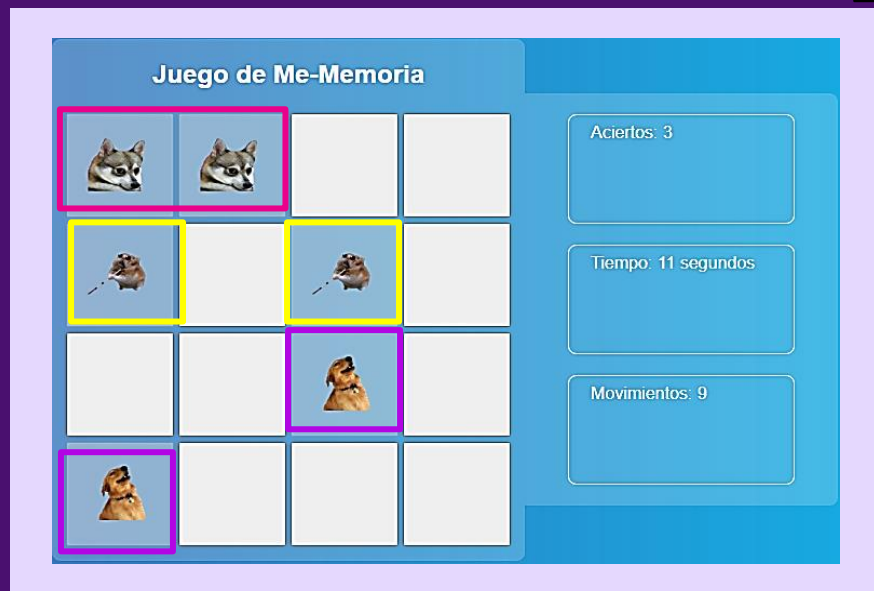 Juego de Me-Memoria
Aciertos: 3
Tiempo: 11 segundos
Movimientos: 9